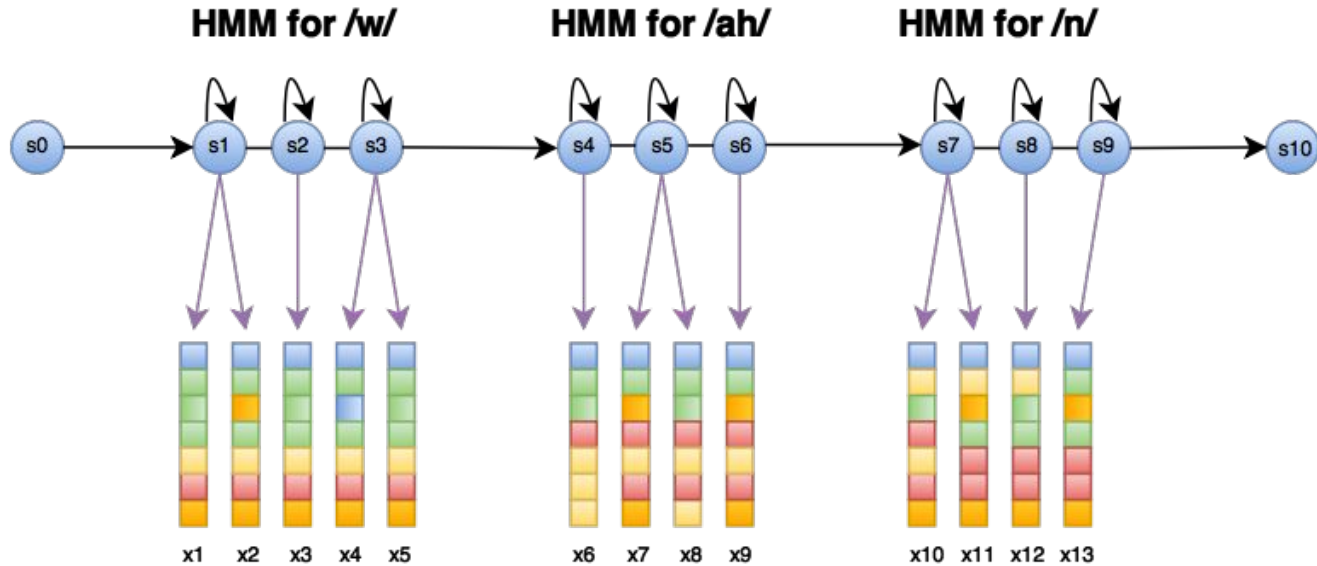 HMM for /w/ HMM for /ah/ HMM for /n/
s0 s1 s2 s3 s4 s5 s6 s7 s8 s9 s10
x1 x2 x3 x4 x5 x6 x7 x8 x9 x10 x11 x12 x13